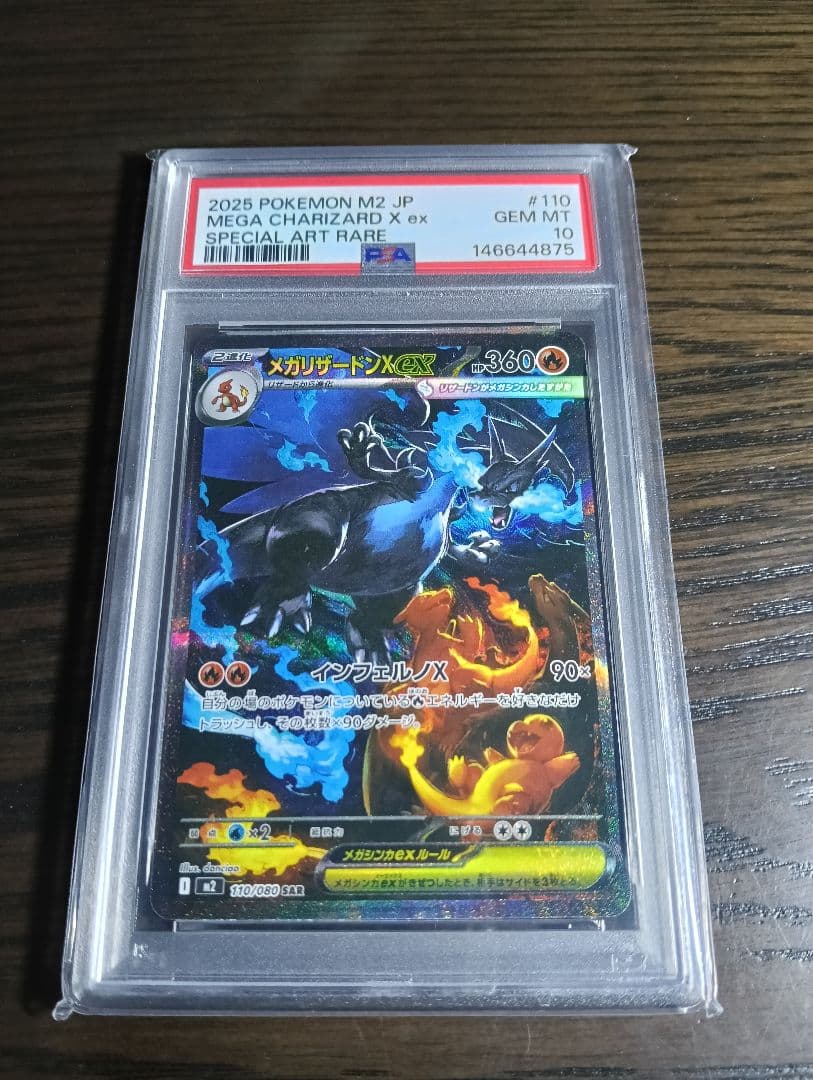 2025 POKEMON M2 JP #110
MEGA CHARIZARD X ex GEM MT
SPECIAL ART RARE 10
PSA 146644875
2進化 メガリザードンXex HP360
リザードから進化 リザードンがメガシンカしたすがた
インフェルノX 90×
自分の場のポケモンについている エネルギーを好きなだけ
トラッシュし、その枚数×90ダメージ。
弱点 ×2 抵抗力 にげる
メガシンカexルール
メガシンカexがきぜつしたとき、相手はサイドを3枚とる。
illus. danciao
I m2 110/080 SAR